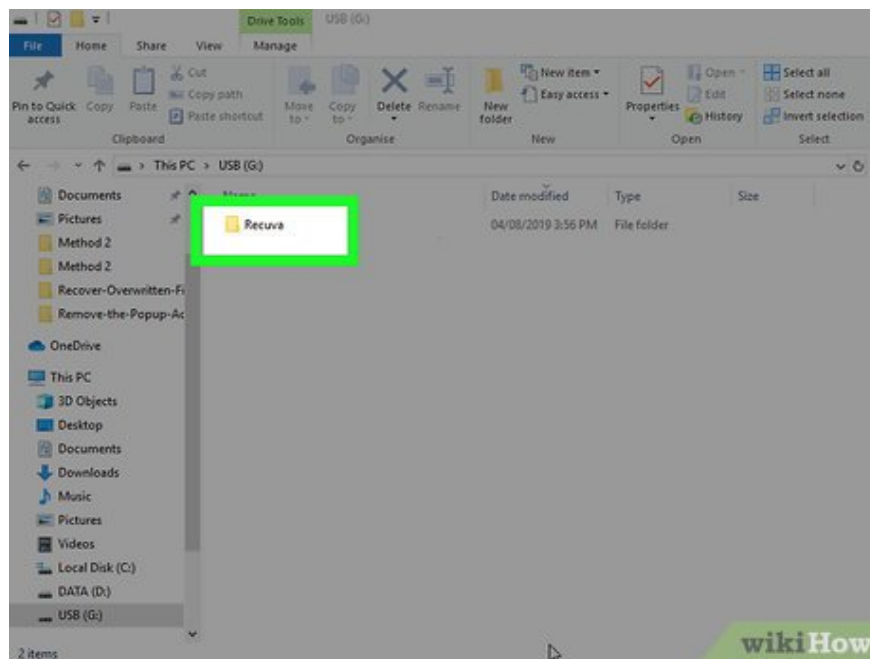 Drive Tools USB (G:)
File Home Share View Manage
Pin to Quick access
Copy
Paste
Cut
Copy path
Paste shortcut
Clipboard
Move to
Copy to
Delete
Rename
Organise
New folder
New item
Easy access
New
Properties
Open
Edit
History
Open
Select all
Select none
Invert selection
Select
This PC > USB (G:)
Name Date modified Type Size
Recuva 04/08/2019 3:56 PM File folder
Documents
Pictures
Method 2
Method 2
Recover-Overwritten-Fi
Remove-the-Popup-Ad
OneDrive
This PC
3D Objects
Desktop
Documents
Downloads
Music
Pictures
Videos
Local Disk (C:)
DATA (D:)
USB (G:)
2 items
wikiHow